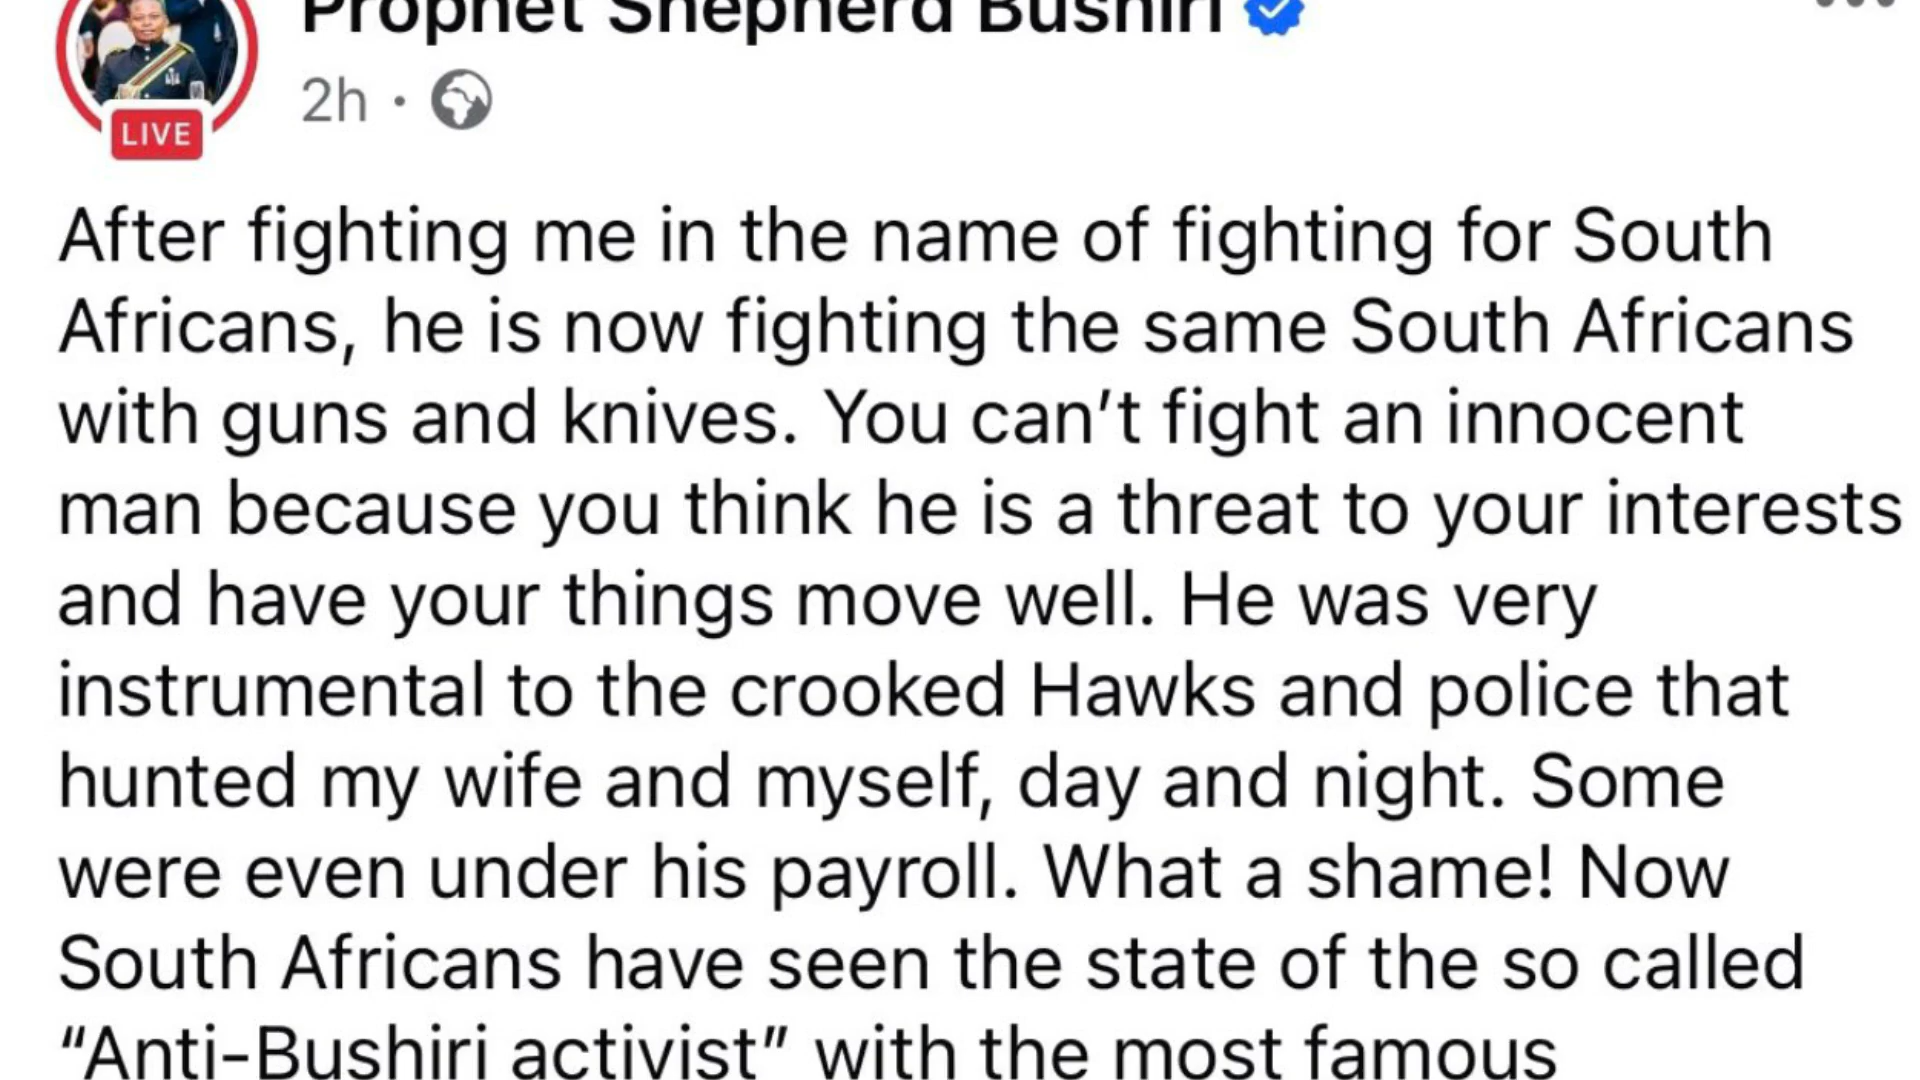 Prophet Shepherd Bushiri
LIVE
2h ·
After fighting me in the name of fighting for South
Africans, he is now fighting the same South Africans
with guns and knives. You can’t fight an innocent
man because you think he is a threat to your interests
and have your things move well. He was very
instrumental to the crooked Hawks and police that
hunted my wife and myself, day and night. Some
were even under his payroll. What a shame! Now
South Africans have seen the state of the so called
“Anti-Bushiri activist” with the most famous